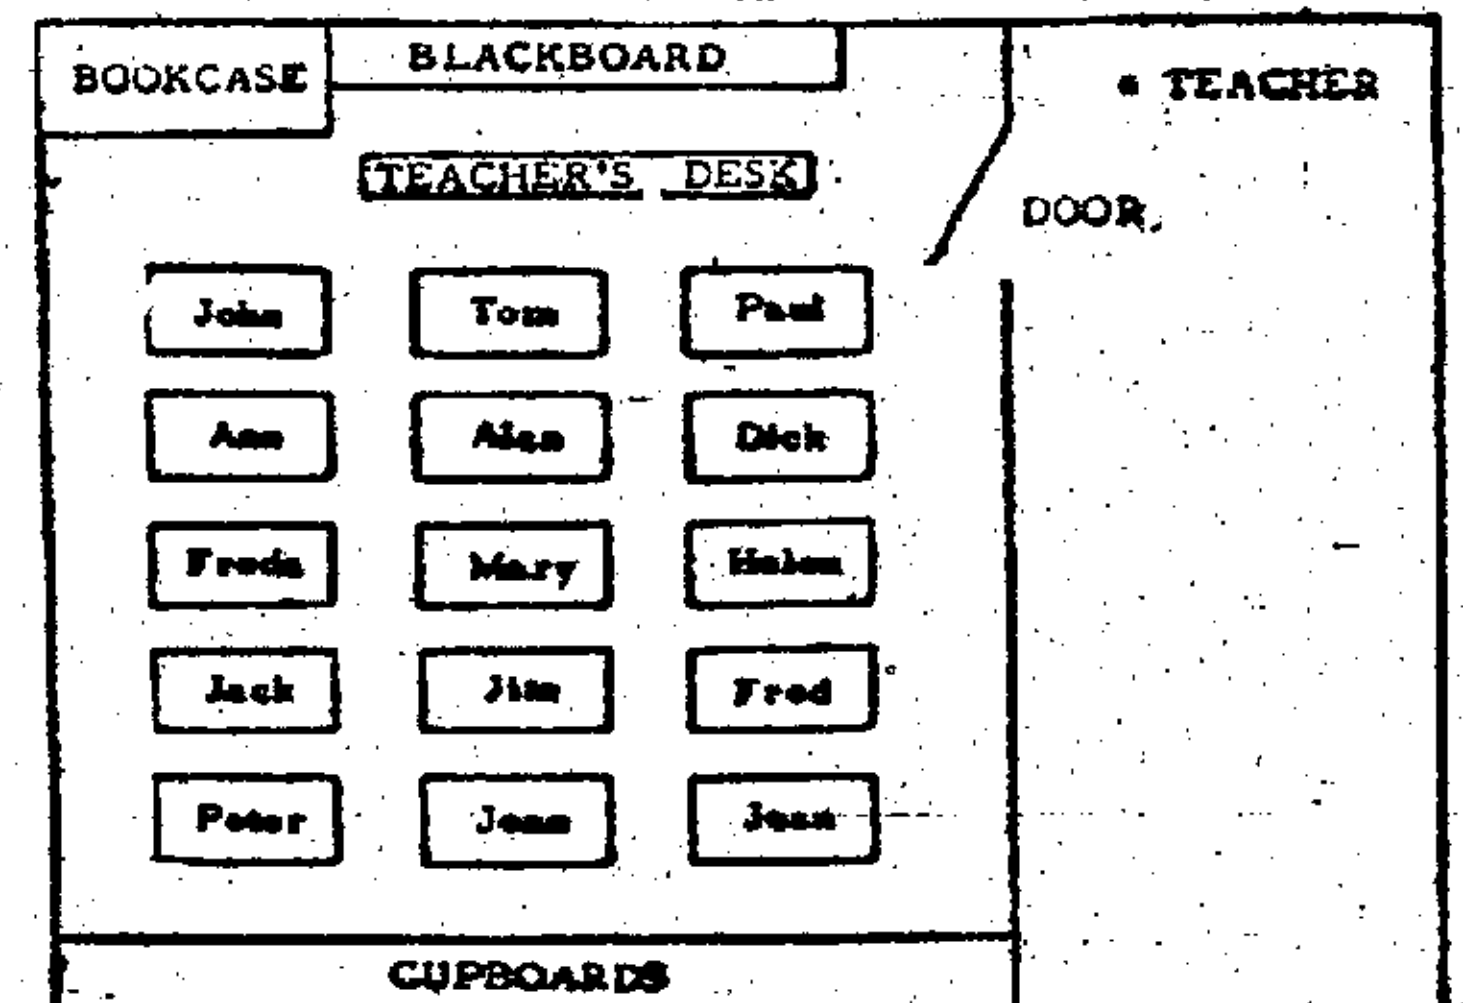 BLACKBOARD
BOOKCASE
• TEACHER
TEACHER'S DESK
DOOR
John Tom Paul
Ann Alan Dick
Freda Mary Helen
Jack Jim Fred
Peter Jean
CUPBOARDS